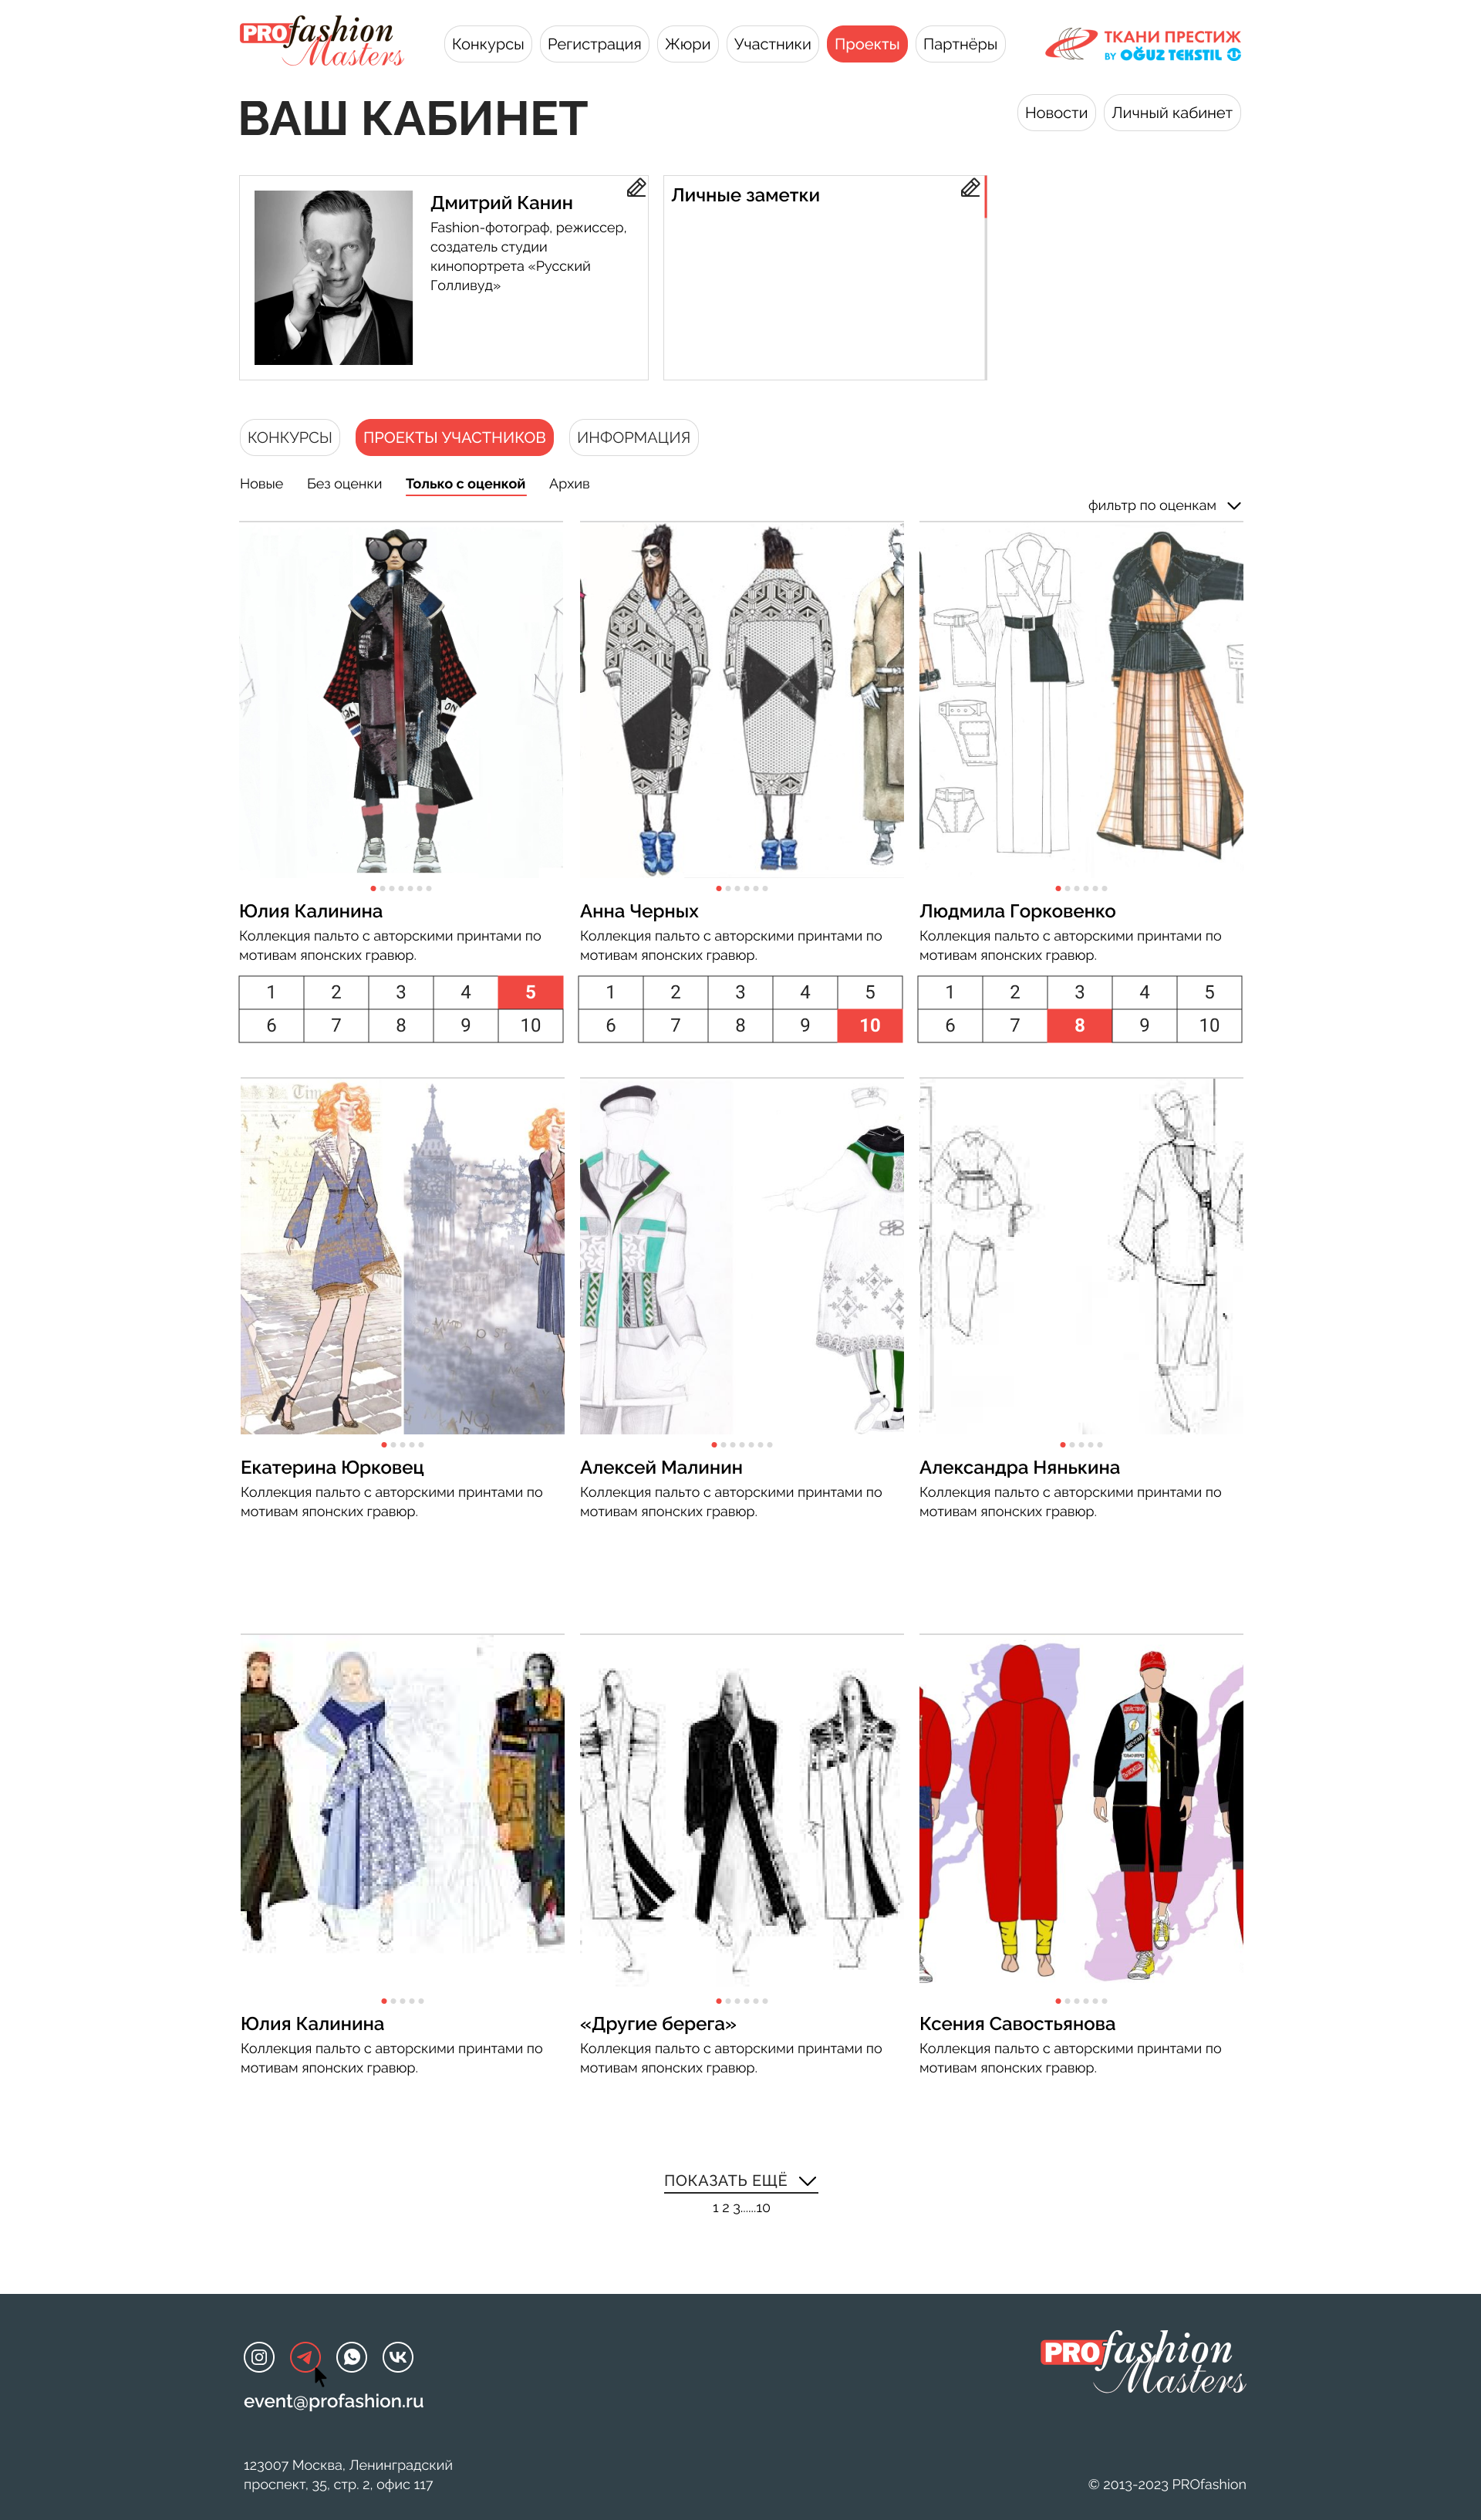 PROfashion Masters
Конкурсы
Регистрация
Жюри
Участники
Проекты
Партнёры
ТКАНИ ПРЕСТИЖ
BY OĞUZ TEKSTIL
ВАШ КАБИНЕТ
Новости
Личный кабинет
Дмитрий Канин
Fashion-фотограф, режиссер,
создатель студии
кинопортрета «Русский
Голливуд»
Личные заметки
КОНКУРСЫ
ПРОЕКТЫ УЧАСТНИКОВ
ИНФОРМАЦИЯ
Новые
Без оценки
Только с оценкой
Архив
фильтр по оценкам
Юлия Калинина
Коллекция пальто с авторскими принтами по
мотивам японских гравюр.
1 2 3 4 5
6 7 8 9 10
Анна Черных
Коллекция пальто с авторскими принтами по
мотивам японских гравюр.
1 2 3 4 5
6 7 8 9 10
Людмила Горковенко
Коллекция пальто с авторскими принтами по
мотивам японских гравюр.
1 2 3 4 5
6 7 8 9 10
Екатерина Юрковец
Коллекция пальто с авторскими принтами по
мотивам японских гравюр.
Алексей Малинин
Коллекция пальто с авторскими принтами по
мотивам японских гравюр.
Александра Нянькина
Коллекция пальто с авторскими принтами по
мотивам японских гравюр.
Юлия Калинина
Коллекция пальто с авторскими принтами по
мотивам японских гравюр.
«Другие берега»
Коллекция пальто с авторскими принтами по
мотивам японских гравюр.
Ксения Савостьянова
Коллекция пальто с авторскими принтами по
мотивам японских гравюр.
ПОКАЗАТЬ ЕЩЁ
1 2 3......10
PROfashion Masters
event@profashion.ru
123007 Москва, Ленинградский
проспект, 35, стр. 2, офис 117
© 2013-2023 PROfashion